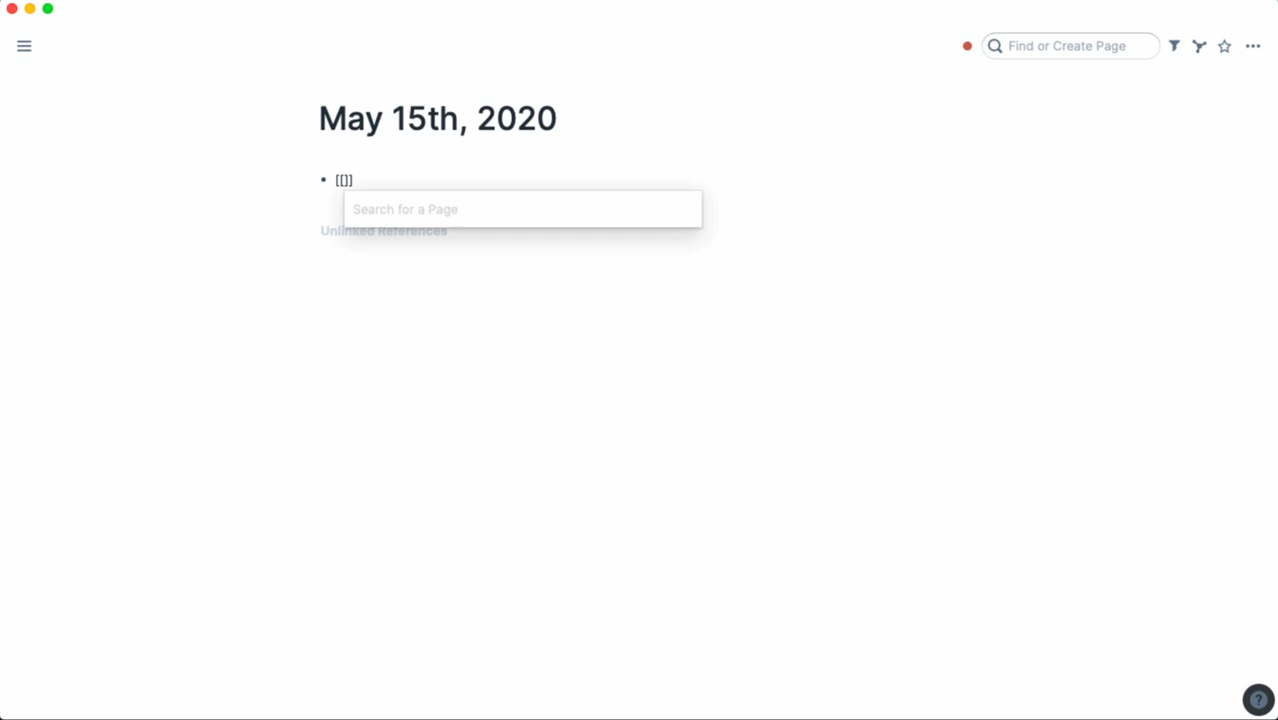 Find or Create Page
May 15th, 2020
[[]]
Search for a Page
Unlinked References
?